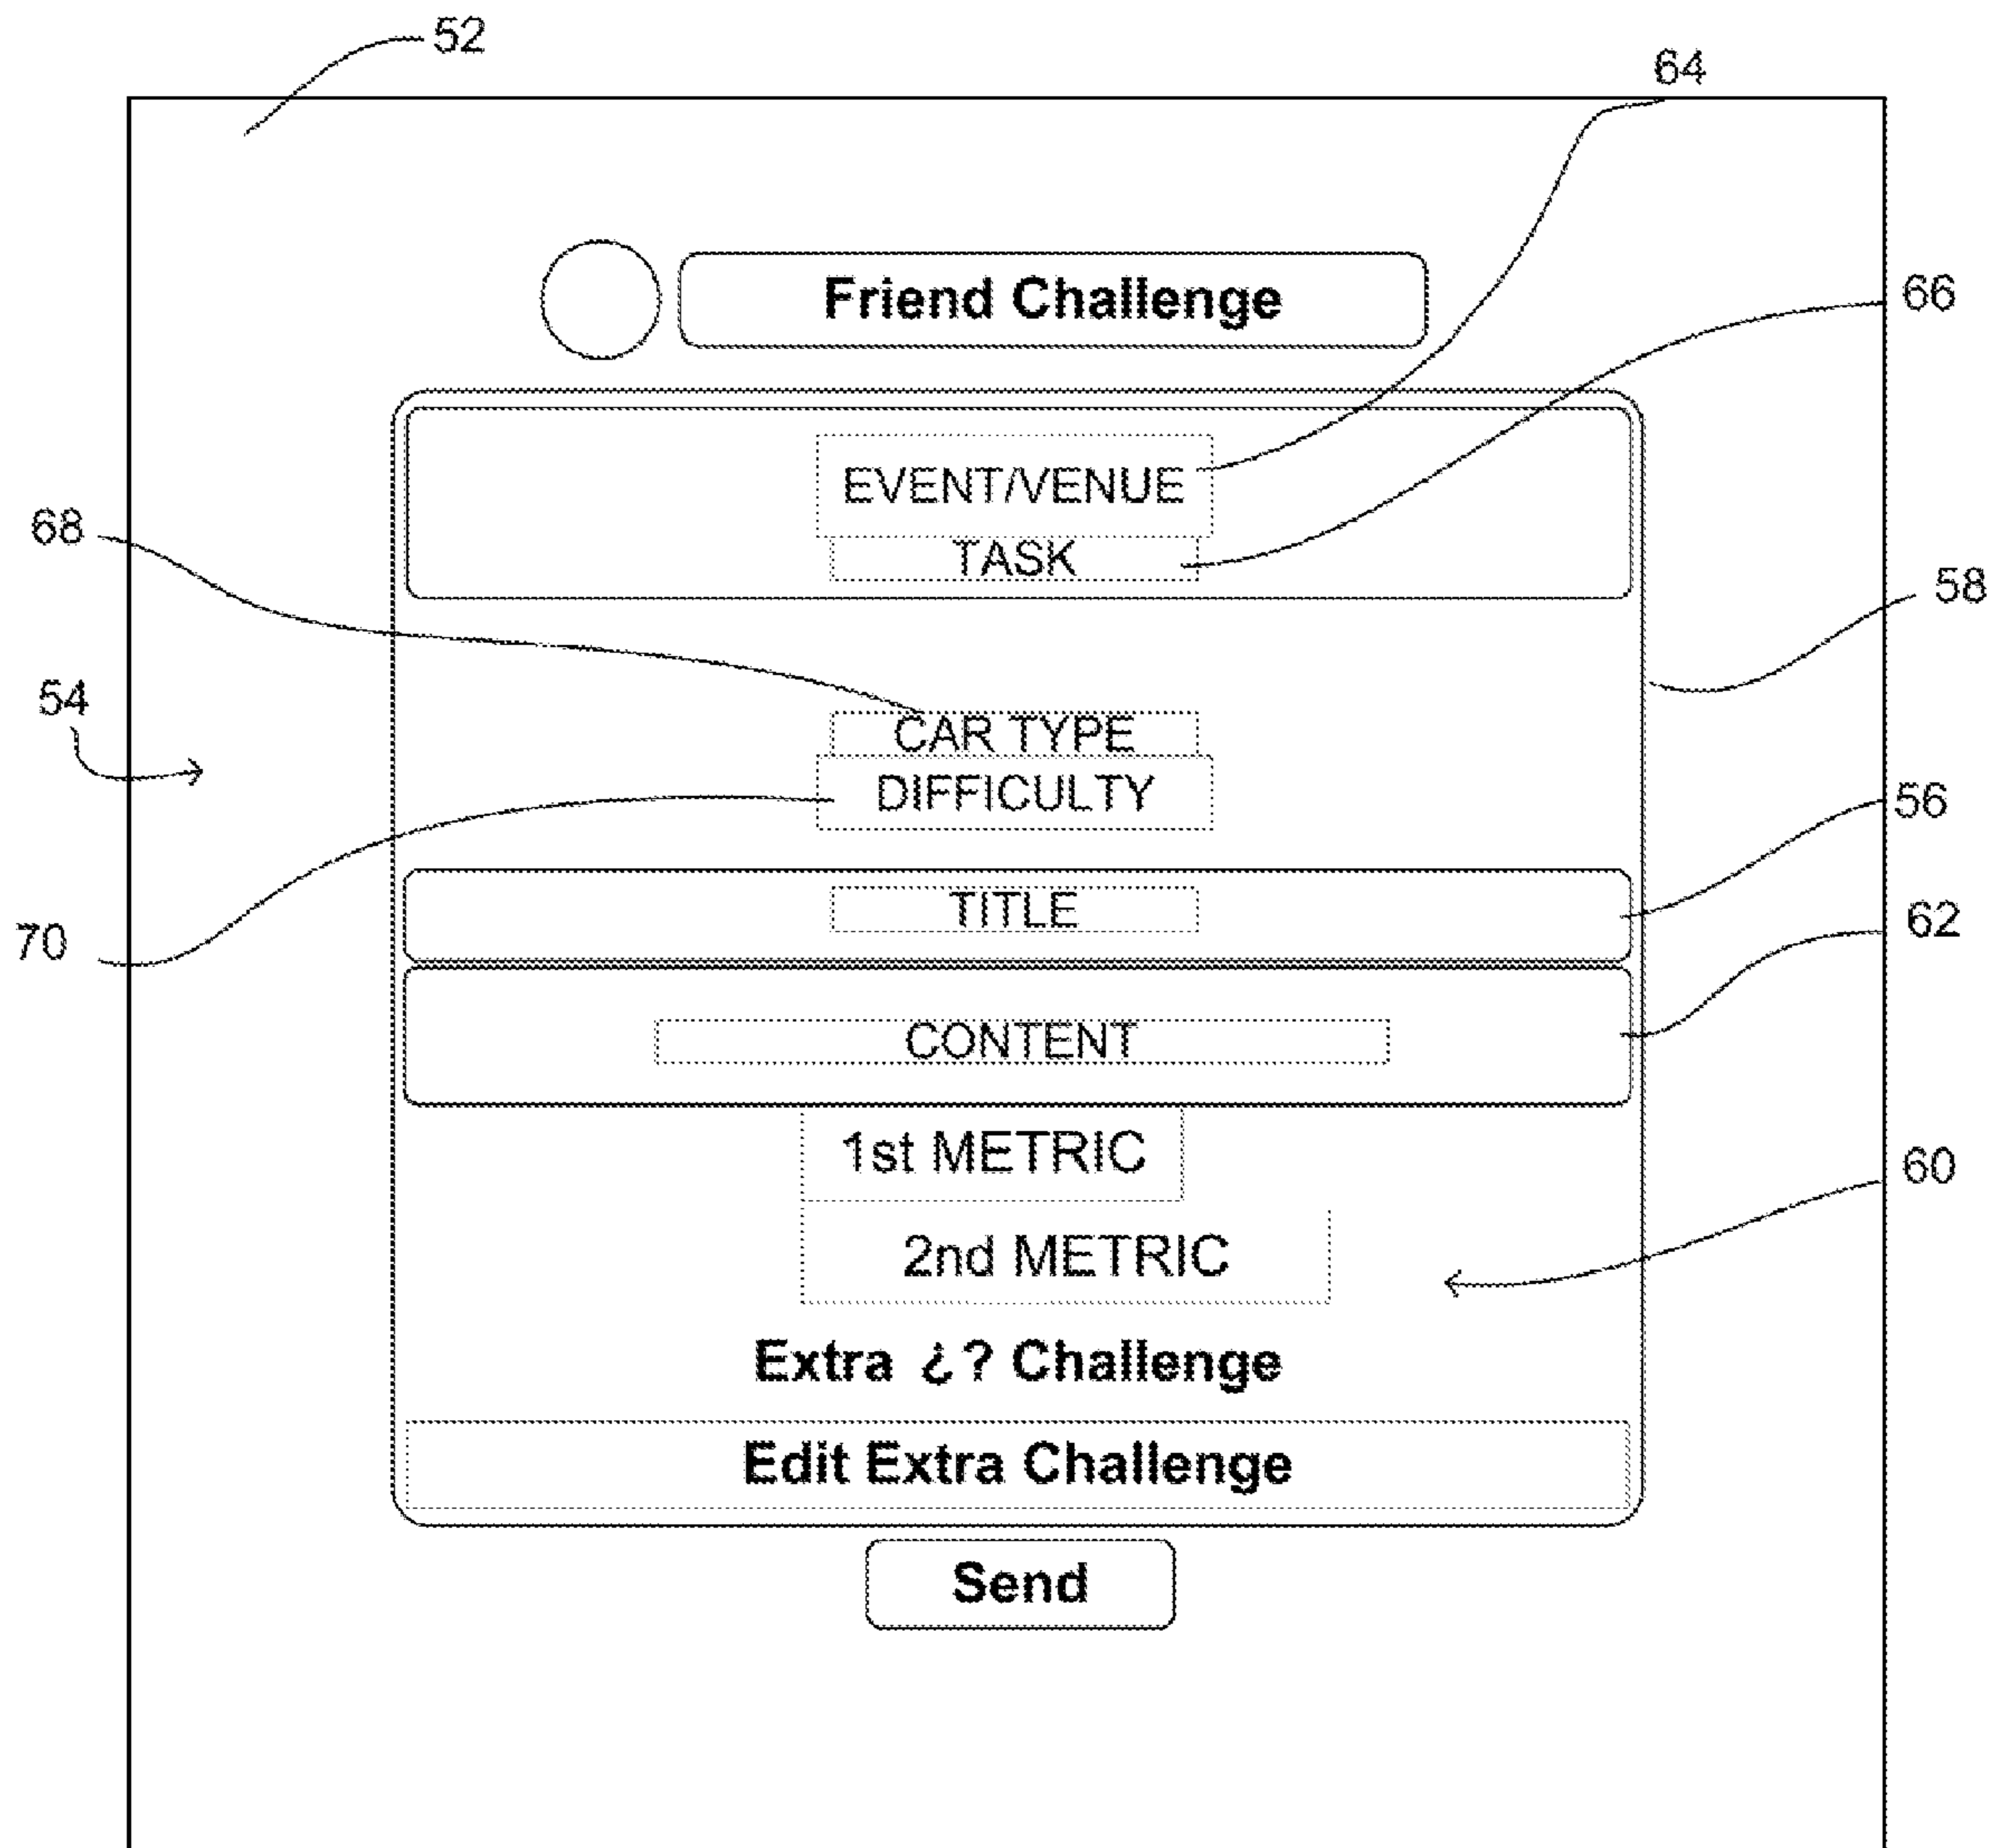 52
64
Friend Challenge
66
EVENT/VENUE
68
TASK
58
54
CAR TYPE
DIFFICULTY
56
TITLE
62
70
CONTENT
1st METRIC
60
2nd METRIC
Extra ¿? Challenge
Edit Extra Challenge
Send